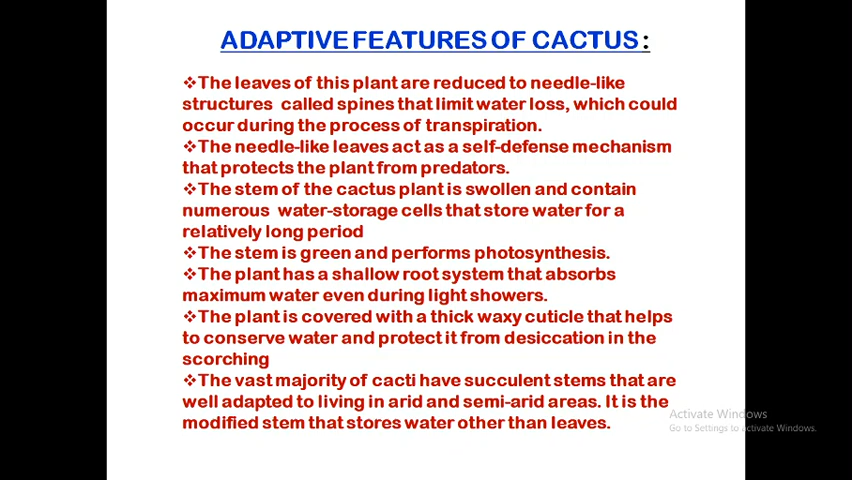 ADAPTIVE FEATURES OF CACTUS :
❖The leaves of this plant are reduced to needle-like
structures called spines that limit water loss, which could
occur during the process of transpiration.
❖The needle-like leaves act as a self-defense mechanism
that protects the plant from predators.
❖The stem of the cactus plant is swollen and contain
numerous water-storage cells that store water for a
relatively long period
❖The stem is green and performs photosynthesis.
❖The plant has a shallow root system that absorbs
maximum water even during light showers.
❖The plant is covered with a thick waxy cuticle that helps
to conserve water and protect it from desiccation in the
scorching
❖The vast majority of cacti have succulent stems that are
well adapted to living in arid and semi-arid areas. It is the
modified stem that stores water other than leaves.
Activate Windows
Go to Settings to activate Windows.